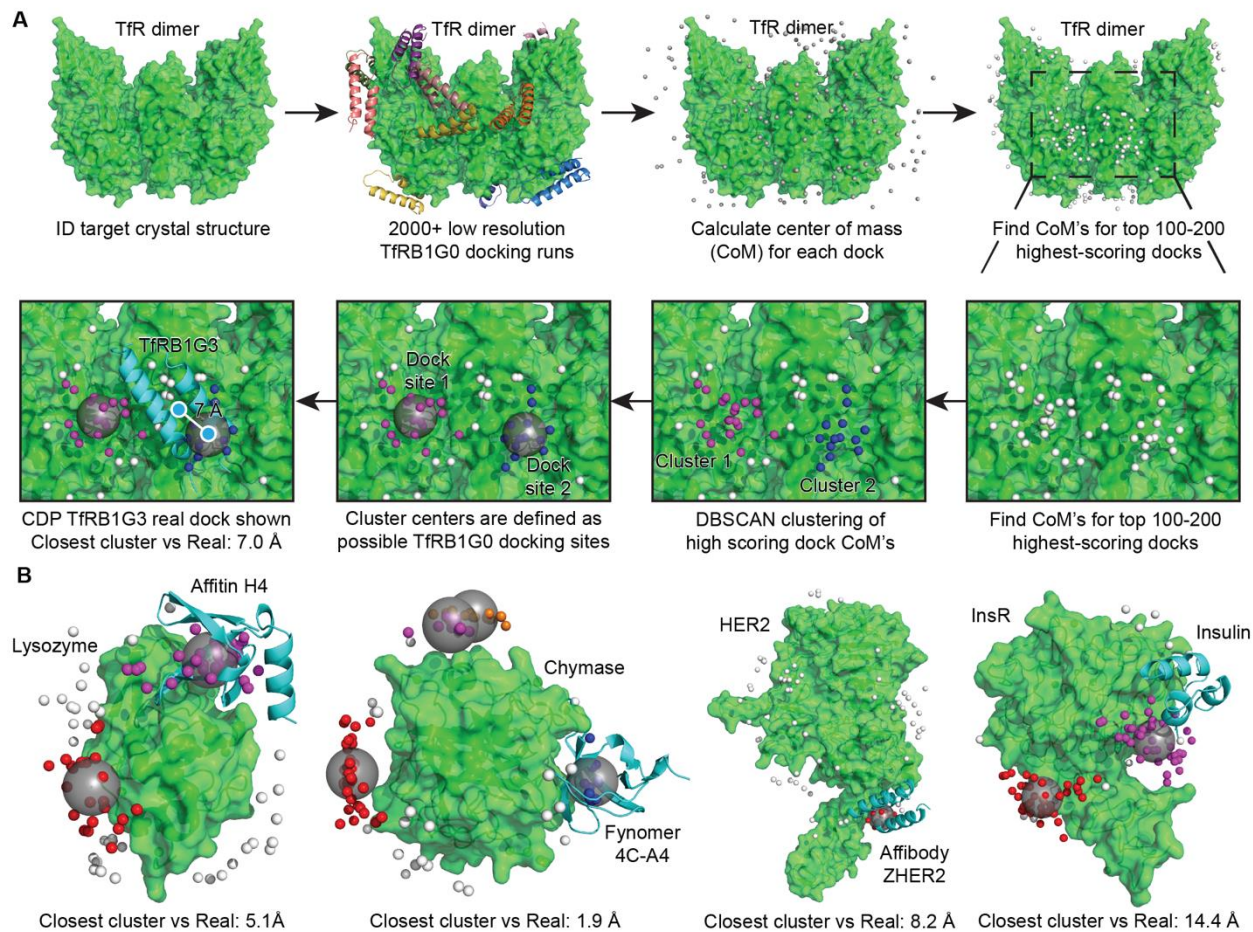 A
TfR dimer
TfR dimer
TfR dimer
TfR dimer
ID target crystal structure
2000+ low resolution
TfRB1G0 docking runs
Calculate center of mass
(CoM) for each dock
Find CoM's for top 100-200
highest-scoring docks
TfRB1G3
7 Å
CDP TfRB1G3 real dock shown
Closest cluster vs Real: 7.0 Å
Dock
site 1
Dock
site 2
Cluster centers are defined as
possible TfRB1G0 docking sites
Cluster 1
Cluster 2
DBSCAN clustering of
high scoring dock CoM's
Find CoM's for top 100-200
highest-scoring docks
B
Affitin H4
Lysozyme
Closest cluster vs Real: 5.1Å
Chymase
Fynomer
4C-A4
Closest cluster vs Real: 1.9 Å
HER2
Affibody
ZHER2
Closest cluster vs Real: 8.2 Å
InsR
Insulin
Closest cluster vs Real: 14.4 Å